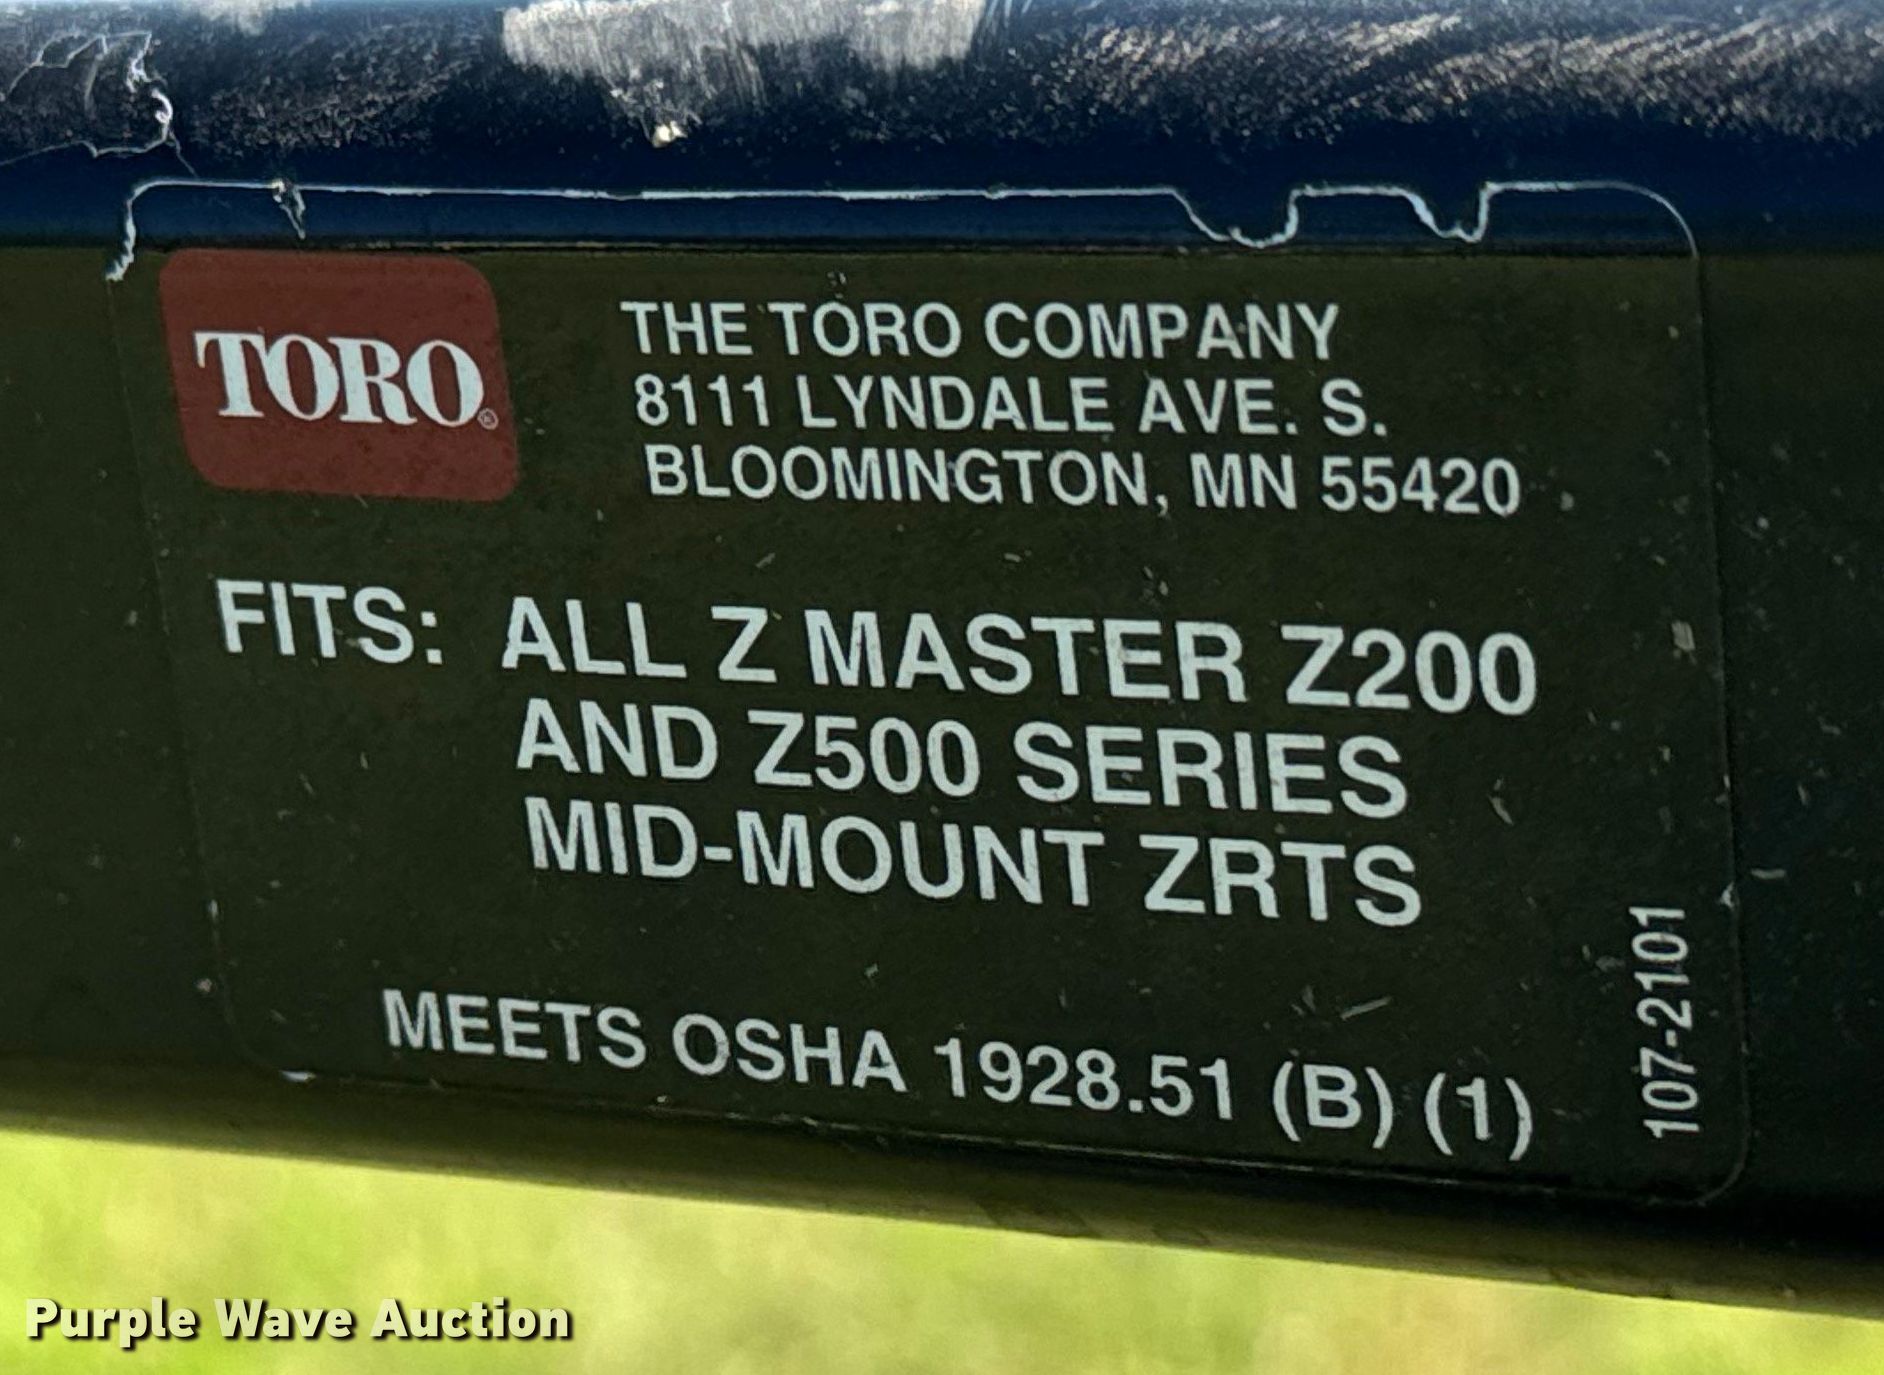 TORO®
THE TORO COMPANY
8111 LYNDALE AVE. S.
BLOOMINGTON, MN 55420
FITS: ALL Z MASTER Z200
AND Z500 SERIES
MID-MOUNT ZRTS
MEETS OSHA 1928.51 (B) (1)
107-2101
Purple Wave Auction